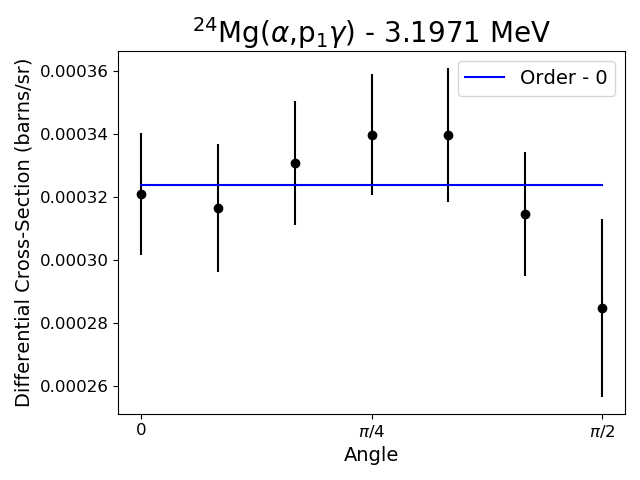 ²⁴Mg(α,p₁γ) - 3.1971 MeV
Order - 0
Differential Cross-Section (barns/sr)
0.00036
0.00034
0.00032
0.00030
0.00028
0.00026
0 π/4 π/2
Angle